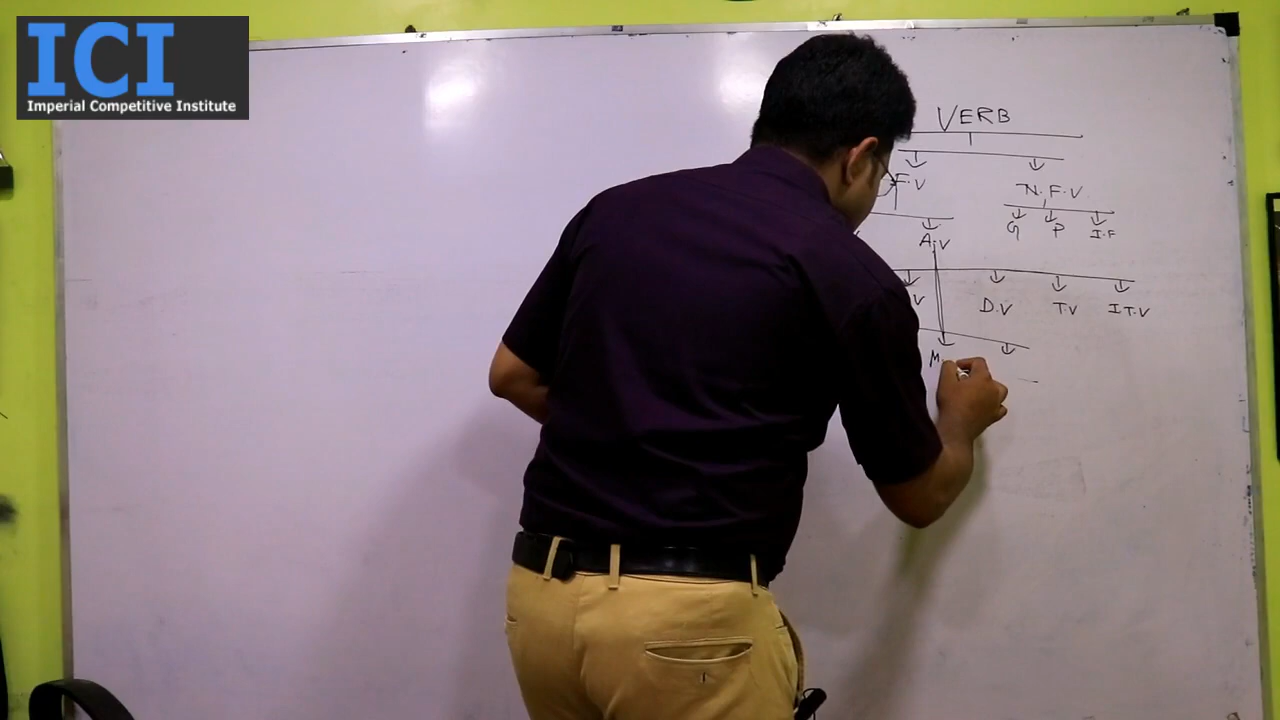 ICI
Imperial Competitive Institute
VERB
F.V N.F.V.
G P I.F
A.V
V D.V T.V I T.V
M.